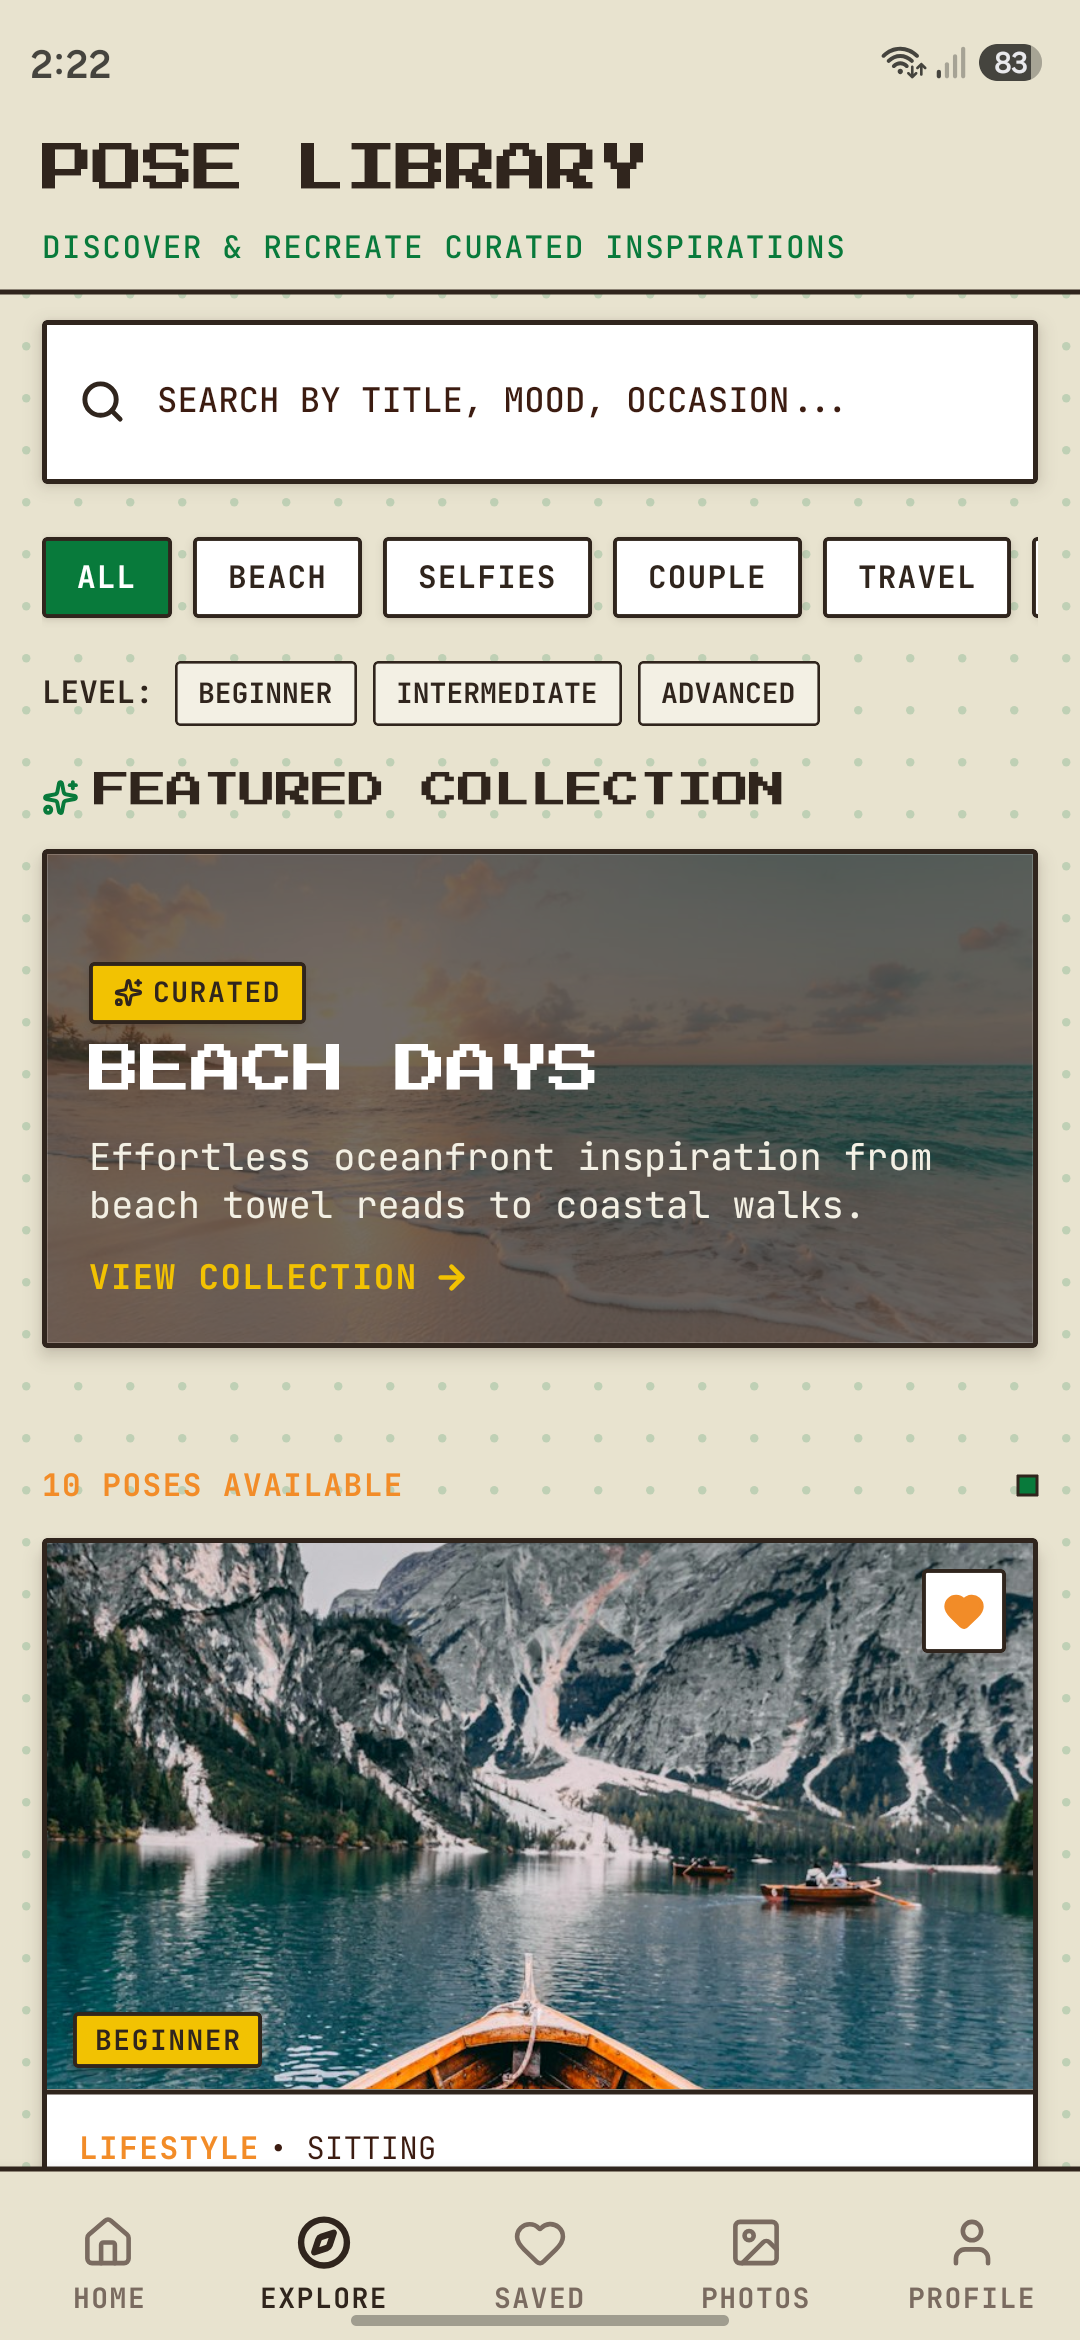 2:22
83
POSE LIBRARY
DISCOVER & RECREATE CURATED INSPIRATIONS
SEARCH BY TITLE, MOOD, OCCASION...
ALL BEACH SELFIES COUPLE TRAVEL
LEVEL: BEGINNER INTERMEDIATE ADVANCED
FEATURED COLLECTION
CURATED
BEACH DAYS
Effortless oceanfront inspiration from
beach towel reads to coastal walks.
VIEW COLLECTION →
10 POSES AVAILABLE
BEGINNER
LIFESTYLE • SITTING
HOME EXPLORE SAVED PHOTOS PROFILE